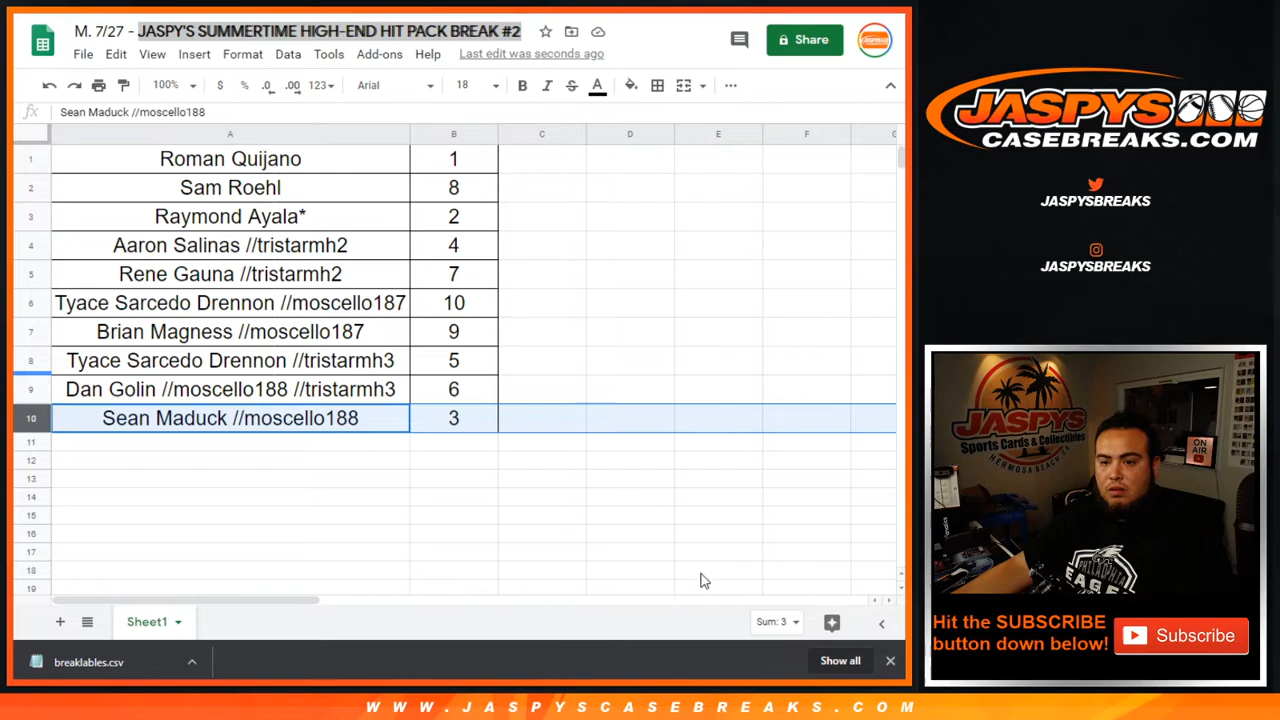 M. 7/27 - JASPY'S SUMMERTIME HIGH-END HIT PACK BREAK #2
File Edit View Insert Format Data Tools Add-ons Help Last edit was seconds ago
Share
100% $ % .0 .00 123 Arial 18 B I S A
fx Sean Maduck //moscello188
A B C D E F G
1 Roman Quijano 1
2 Sam Roehl 8
3 Raymond Ayala* 2
4 Aaron Salinas //tristarmh2 4
5 Rene Gauna //tristarmh2 7
6 Tyace Sarcedo Drennon //moscello187 10
7 Brian Magness //moscello187 9
8 Tyace Sarcedo Drennon //tristarmh3 5
9 Dan Golin //moscello188 //tristarmh3 6
10 Sean Maduck //moscello188 3
11
12
13
14
15
16
17
18
19
Sheet1
Sum: 3
breaklables.csv
Show all
JASPYS
CASEBREAKS.COM
JASPYSBREAKS
JASPYSBREAKS
JASPYS
Sports Cards & Collectibles
HERMOSA BEACH, CA
ON AIR
PHILADELPHIA
EAGLES
Hit the SUBSCRIBE
button down below!
Subscribe
WWW.JASPYSCASEBREAKS.COM